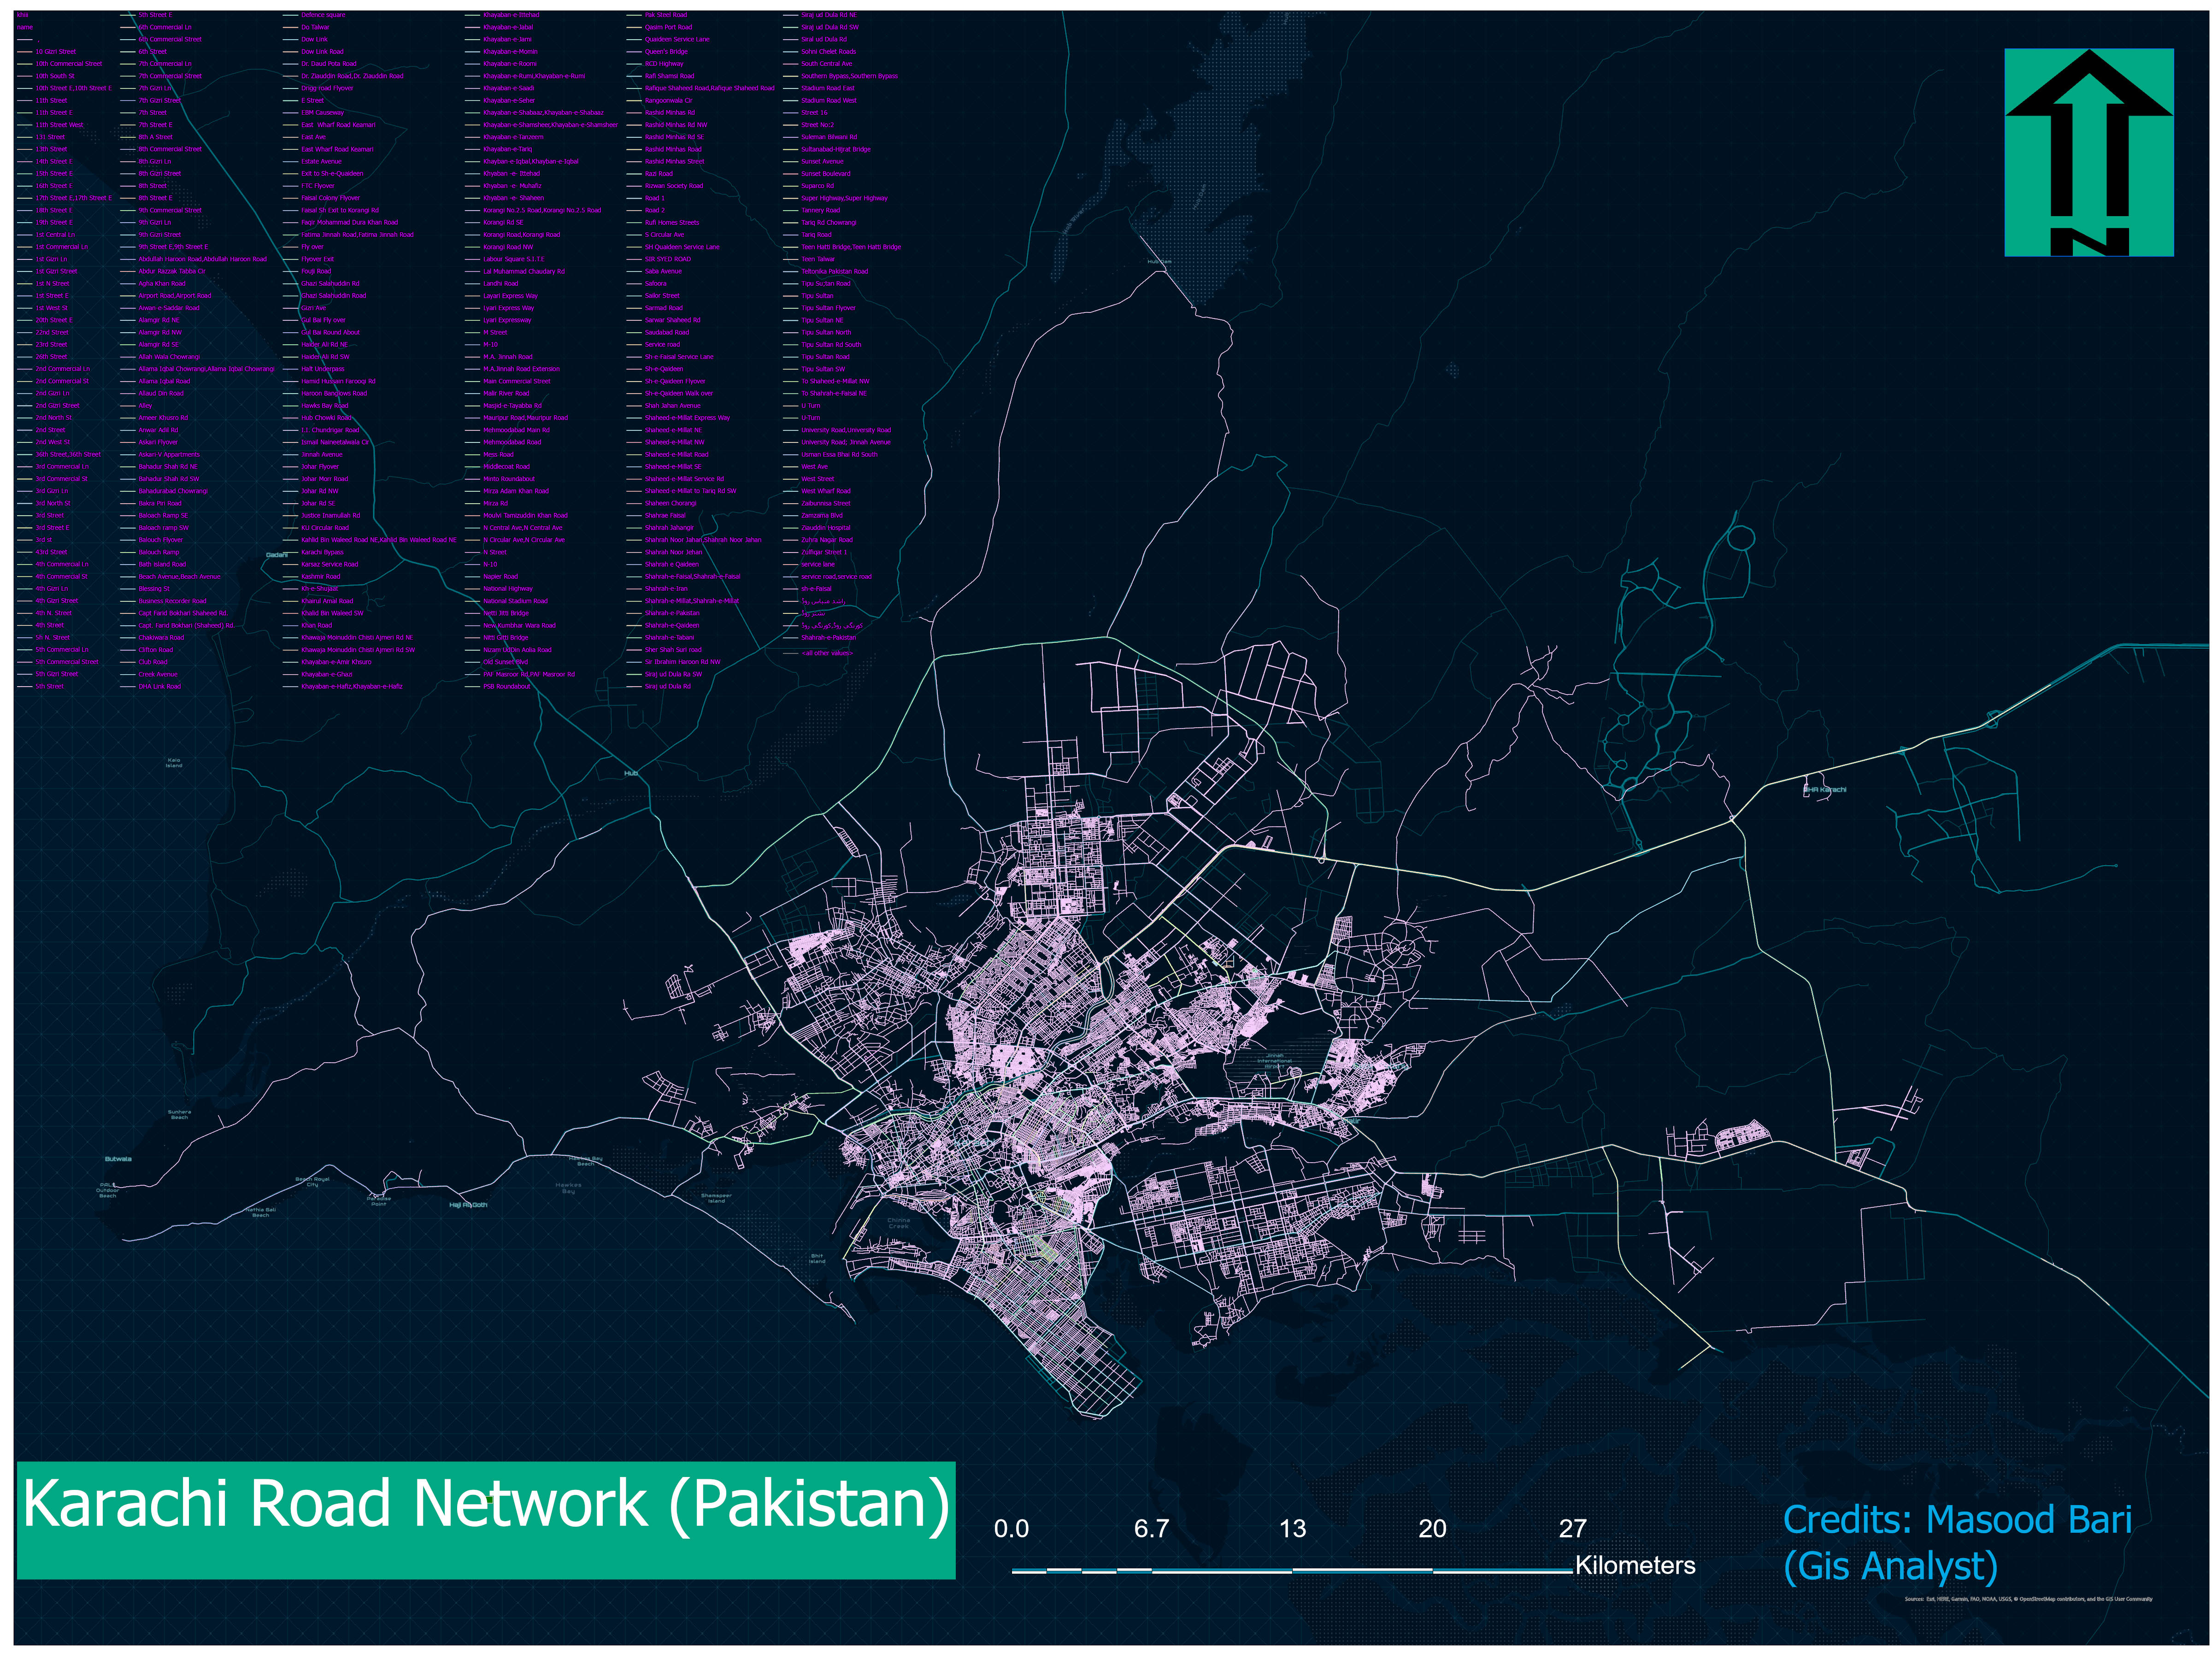 khi
name
10 Gizri Street
10th Commercial Street
10th South St
10th Street E,10th Street E
11th Street
11th Street E
11th Street West
131 Street
13th Street
14th Street E
15th Street E
16th Street E
17th Street E,17th Street E
18th Street E
19th Street E
1st Central Ln
1st Commercial Ln
1st Gizri Ln
1st Gizri Street
1st N Street
1st Street E
1st West St
20th Street E
22nd Street
23rd Street
26th Street
2nd Commercial Ln
2nd Commercial St
2nd Gizri Ln
2nd Gizri Street
2nd North St
2nd Street
2nd West St
36th Street,36th Street
3rd Commercial Ln
3rd Commercial St
3rd Gizri Ln
3rd North St
3rd Street
3rd Street E
3rd st
43rd Street
4th Commercial Ln
4th Commercial St
4th Gizri Ln
4th Gizri Street
4th N. Street
4th Street
5h N. Street
5th Commercial Ln
5th Commercial Street
5th Gizri Street
5th Street
5th Street E
6th Commercial Ln
6th Commercial Street
6th Street
7th Commercial Ln
7th Commercial Street
7th Gizri Ln
7th Gizri Street
7th Street
7th Street E
8th A Street
8th Commercial Street
8th Gizri Ln
8th Gizri Street
8th Street
8th Street E
9th Commercial Street
9th Gizri Ln
9th Gizri Street
9th Street E,9th Street E
Abdullah Haroon Road,Abdullah Haroon Road
Abdur Razzak Tabba Cir
Agha Khan Road
Airport Road,Airport Road
Aiwan-e-Saddar Road
Alamgir Rd NE
Alamgir Rd NW
Alamgir Rd SE
Allah Wala Chowrangi
Allama Iqbal Chowrangi,Allama Iqbal Chowrangi
Allama Iqbal Road
Allaud Din Road
Alley
Ameer Khusro Rd
Anwar Adil Rd
Askari Flyover
Askari V Appartments
Bahadur Shah Rd NE
Bahadur Shah Rd SW
Bahadurabad Chowrangi
Bakra Piri Road
Baloach Ramp SE
Baloach ramp SW
Balouch Flyover
Balouch Ramp
Bath Island Road
Beach Avenue,Beach Avenue
Blessing St
Business Recorder Road
Capt Farid Bokhari Shaheed Rd.
Capt. Farid Bokhari (Shaheed) Rd.
Chakiwara Road
Clifton Road
Club Road
Creek Avenue
DHA Link Road
Defence square
Do Talwar
Dow Link
Dow Link Road
Dr. Daud Pota Road
Dr. Ziauddin Road,Dr. Ziauddin Road
Drigg road Flyover
E Street
EBM Causeway
East  Wharf Road Keamari
East Ave
East Wharf Road Keamari
Estate Avenue
Exit to Sh-e-Quaideen
FTC Flyover
Faisal Colony Flyover
Faisal Sh Exit to Korangi Rd
Faqir Mohammad Dura Khan Road
Fatima Jinnah Road,Fatima Jinnah Road
Fly over
Flyover Exit
Fouji Road
Ghazi Salahuddin Rd
Ghazi Salahuddin Road
Gizri Ave
Gul Bai Fly over
Gul Bai Round About
Haider Ali Rd NE
Haider Ali Rd SW
Halt Underpass
Hamid Hussain Farooqi Rd
Haroon Banglows Road
Hawks Bay Road
Hub Chowki Road
I.I. Chundrigar Road
Ismail Naineetalwala Cir
Jinnah Avenue
Johar Flyover
Johar Morr Road
Johar Rd NW
Johar Rd SE
Justice Inamullah Rd
KU Circular Road
Kahlid Bin Waleed Road NE,Kahlid Bin Waleed Road NE
Karachi Bypass
Karsaz Service Road
Kashmir Road
Kh-e-Shujaat
Khairul Amal Road
Khalid Bin Waleed SW
Khao Road
Khawaja Moinuddin Chisti Ajmeri Rd NE
Khawaja Moinuddin Chisti Ajmeri Rd SW
Khayaban-e-Amir Khisuro
Khayaban-e-Ghazi
Khayaban-e-Hafiz,Khayaban-e-Hafiz
Khayaban-e-Ittehad
Khayaban-e-Jabal
Khayaban-e-Jami
Khayaban-e-Momin
Khayaban-e-Roomi
Khayaban-e-Rumi,Khayaban-e-Rumi
Khayaban-e-Saadi
Khayaban-e-Seher
Khayaban-e-Shahbaaz,Khayaban-e-Shahbaaz
Khayaban-e-Shamsheer,Khayaban-e-Shamsheer
Khayaban-e-Tanzeem
Khayaban-e-Tariq
Khayban-e-Iqbal,Khayban-e-Iqbal
Khyaban -e- Ittehad
Khyaban -e- Muhafiz
Khyaban -e- Shaheen
Korangi No.2.5 Road,Korangi No.2.5 Road
Korangi Rd SE
Korangi Road,Korangi Road
Korangi Road NW
Labour Square S.I.T.E
Lal Muhammad Chaudary Rd
Landhi Road
Layari Express Way
Lyari Express Way
Lyari Expressway
M Street
M-10
M.A. Jinnah Road
M.A.Jinnah Road Extension
Main Commercial Street
Malir River Road
Masjid-e-Tayabba Rd
Mauripur Road,Mauripur Road
Mehmoodabad Main Rd
Mehmoodabad Road
Mess Road
Middlecoat Road
Misto Roundabout
Mirza Adam Khan Road
Mirza Rd
Moulvi Tamizuddin Khan Road
N Central Ave,N Central Ave
N Circular Ave,N Circular Ave
N Street
N-10
Napier Road
National Highway
National Stadium Road
Netti Jitti Bridge
New Kumbhar Wara Road
Nitti Gitti Bridge
Nizam Ud Din Aolia Road
Old Sunset Blvd
PAF Masroor Rd,PAF Masroor Rd
PSB Roundabout
Pak Steel Road
Qasim Port Road
Quaideen Service Lane
Queen's Bridge
RCD Highway
Rafi Shamsi Road
Rafique Shaheed Road,Rafique Shaheed Road
Rangoonwala Cir
Rashid Minhas Rd
Rashid Minhas Rd NW
Rashid Minhas Rd SE
Rashid Minhas Road
Rashid Minhas Street
Razi Road
Rizwan Society Road
Road 1
Road 2
Rufi Homes Streets
S Circular Ave
SH Quaideen Service Lane
SIR SYED ROAD
Saba Avenue
Safoora
Sailor Street
Sarmad Road
Sarwar Shaheed Rd
Saudabad Road
Service road
Sh-e-Faisal Service Lane
Sh-e-Qaideen
Sh-e-Qaideen Flyover
Sh-e-Qaideen Walk over
Shah Jahan Avenue
Shaheed-e-Millat Express Way
Shaheed-e-Millat NE
Shaheed-e-Millat NW
Shaheed-e-Millat Road
Shaheed-e-Millat SE
Shaheed-e-Millat Service Rd
Shaheed-e-Millat to Tariq Rd SW
Shaheen Chorangi
Shahrae Faisal
Shahrah Jahangir
Shahrah Noor Jahan,Shahrah Noor Jahan
Shahrah Noor Jehan
Shahrah e Qaideen
Shahrah-e-Faisal,Shahrah-e-Faisal
Shahrah-e-Iran
Shahrah-e-Millat,Shahrah-e-Millat
Shahrah-e-Pakistan
Shahrah-e-Qaideen
Shahrah-e-Tabani
Sher Shah Suri road
Sir Ibrahim Haroon Rd NW
Siraj ud Dula Ra SW
Siraj ud Dula Rd
Siraj ud Dula Rd NE
Siraj ud Dula Rd SW
Siral ud Dula Rd
Sohni Chelet Roads
South Central Ave
Southern Bypass,Southern Bypass
Stadium Road East
Stadium Road West
Street 16
Street No:2
Suleman Bilwani Rd
Sultanabad-Hijrat Bridge
Sumet Avenue
Sunset Boulevard
Suparco Rd
Super Highway,Super Highway
Tannery Road
Tariq Rd Chowrangi
Tariq Road
Teen Hatti Bridge,Teen Hatti Bridge
Teen Talwar
Teltonika Pakistan Road
Tipu Su;tan Road
Tipu Sultan
Tipu Sultan Flyover
Tipu Sultan NE
Tipu Sultan North
Tipu Sultan Rd South
Tipu Sultan Road
Tipu Sultan SW
To Shaheed-e-Millat NW
To Shahrah-e-Faisal NE
U Turn
U-Turn
University Road,University Road
University Road; Jinnah Avenue
Usman Essa Bhai Rd South
West Ave
West Street
West Wharf Road
Zaibunnisa Street
Zamzama Blvd
Ziauddin Hospital
Zuhra Nagar Road
Zulfiqar Street 1
service lane
service road,service road
sh-e-Faisal
راشد منہاس روڈ
کورنگی روڈ,کورنگی روڈ
Shahrah-e-Pakistan
<all other values>
N
Hub Dam
Hub Dam
Gadani
Kaio
Island
Hub
DHA Karachi
Jinnah
International
Airport
Sunhera
Beach
Butwala
PALS
Outdoor
Beach
Beach Royal
City
Nathia Bali
Beach
Paradise
Point
Haji Ali Goth
Hawkes Bay
Beach
Hawkes
Bay
Shamspeer
Island
Chinna
Creek
Bhit
Island
Karachi Road Network (Pakistan)
0.0 6.7 13 20 27
Kilometers
Credits: Masood Bari
(Gis Analyst)
Sources: Esri, HERE, Garmin, FAO, NOAA, USGS, © OpenStreetMap contributors, and the GIS User Community